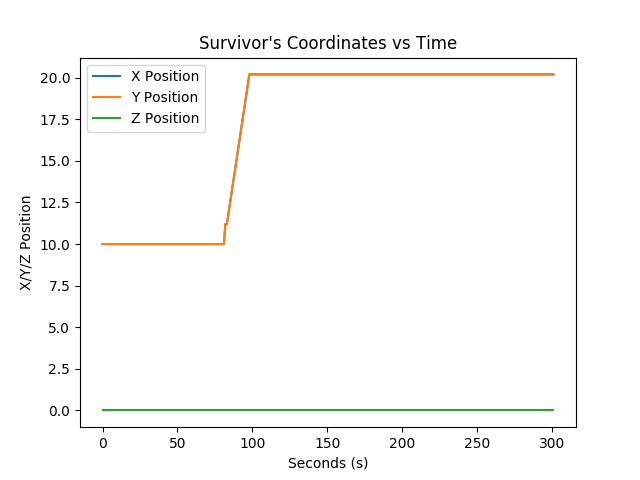 Survivor's Coordinates vs Time
X Position
Y Position
Z Position
X/Y/Z Position
20.0
17.5
15.0
12.5
10.0
7.5
5.0
2.5
0.0
0 50 100 150 200 250 300
Seconds (s)